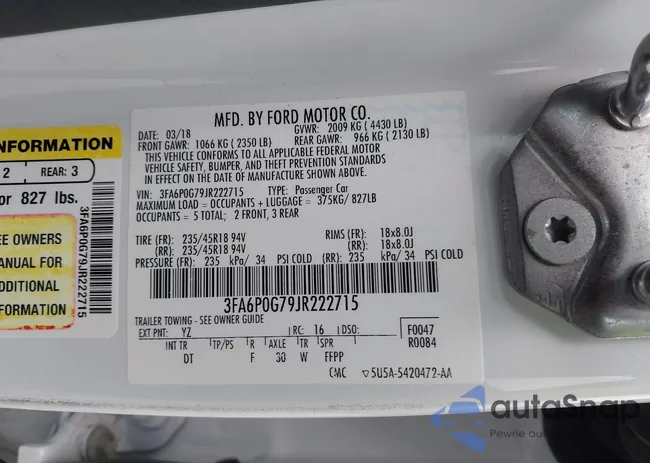 INFORMATION
2 REAR: 3
or 827 lbs.
EE OWNERS
ANUAL FOR
ADDITIONAL
INFORMATION
3FA6P0G79JR222715
MFD. BY FORD MOTOR CO.
DATE: 03/18 GVWR: 2009 KG ( 4430 LB)
FRONT GAWR: 1066 KG ( 2350 LB) REAR GAWR: 966 KG ( 2130 LB)
THIS VEHICLE CONFORMS TO ALL APPLICABLE FEDERAL MOTOR
VEHICLE SAFETY, BUMPER, AND THEFT PREVENTION STANDARDS
IN EFFECT ON THE DATE OF MANUFACTURE SHOWN ABOVE.
VIN: 3FA6P0G79JR222715 TYPE: Passenger Car
MAXIMUM LOAD = OCCUPANTS + LUGGAGE = 375KG/ 827LB
OCCUPANTS = 5 TOTAL; 2 FRONT, 3 REAR
TIRE (FR): 235/45R18 94V RIMS (FR): 18x8.0J
(RR): 235/45R18 94V (RR): 18x8.0J
PRESSURE (FR): 235 kPa/ 34 PSI COLD (RR): 235 kPa/ 34 PSI COLD
3FA6P0G79JR222715
TRAILER TOWING - SEE OWNER GUIDE
EXT PNT: YZ RC: 16 DSO: F0047
R0084
INT TR TP/PS R AXLE TR SPR
DT F 30 W FFPP
CMC ▽5U5A-5420472-AA
autoSnap
Pewne auto